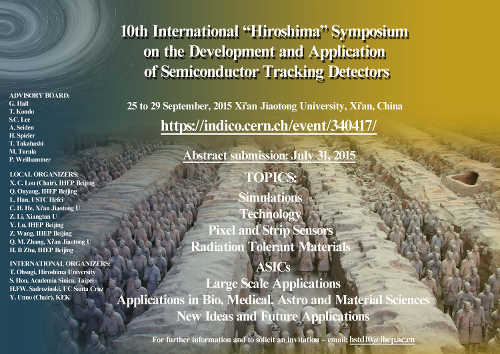 10th International “Hiroshima” Symposium
on the Development and Application
of Semiconductor Tracking Detectors
25 to 29 September, 2015 Xi'an Jiaotong University, Xi'an, China
https://indico.cern.ch/event/340417/
Abstract submission: July 31, 2015
TOPICS:
Simulations
Technology
Pixel and Strip Sensors
Radiation Tolerant Materials
ASICs
Large Scale Applications
Applications in Bio, Medical, Astro and Material Sciences
New Ideas and Future Applications
ADVISORY BOARD:
G. Hall
T. Kondo
S.C. Lee
A. Seiden
H. Spieler
T. Takahashi
M. Turala
P. Weilhammer
LOCAL ORGANIZERS:
X. C. Lou (Chair), IHEP Beijing
Q. Ouyang, IHEP Beijing
L. Han, USTC Hefei
C. H. He, Xi'an Jiaotong U
Z. Li, Xiangtan U
Y. Lu, IHEP Beijing
Z. Wang, IHEP Beijing
Q. M. Zhang, Xi'an Jiaotong U
H. B Zhu, IHEP Beijing
INTERNATIONAL ORGANIZERS:
T. Ohsugi, Hiroshima University
S. Hou, Academia Sinica, Taipei
H.F.W. Sadrozinski, UC Santa Cruz
Y. Unno (Chair), KEK
For further information and to solicit an invitation – email: hstd10@ihep.ac.cn